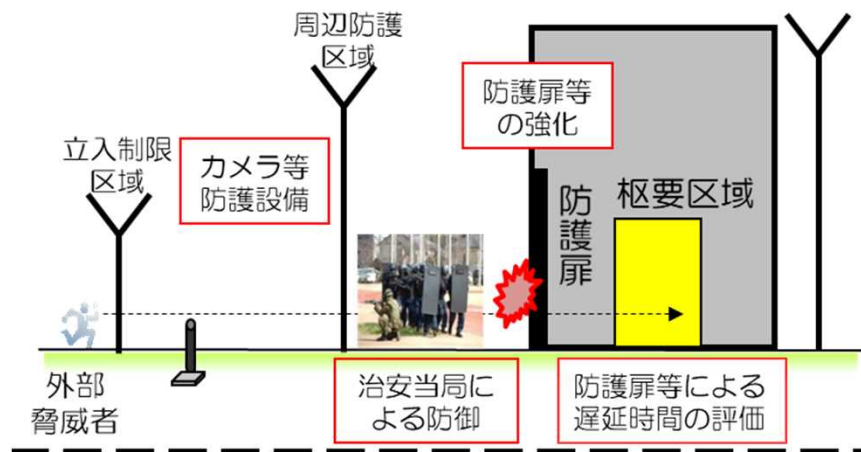 周辺防護
区域
立入制限
区域
カメラ等
防護設備
防護扉等
の強化
防護扉
枢要区域
外部
脅威者
治安当局に
よる防御
防護扉等による
遅延時間の評価